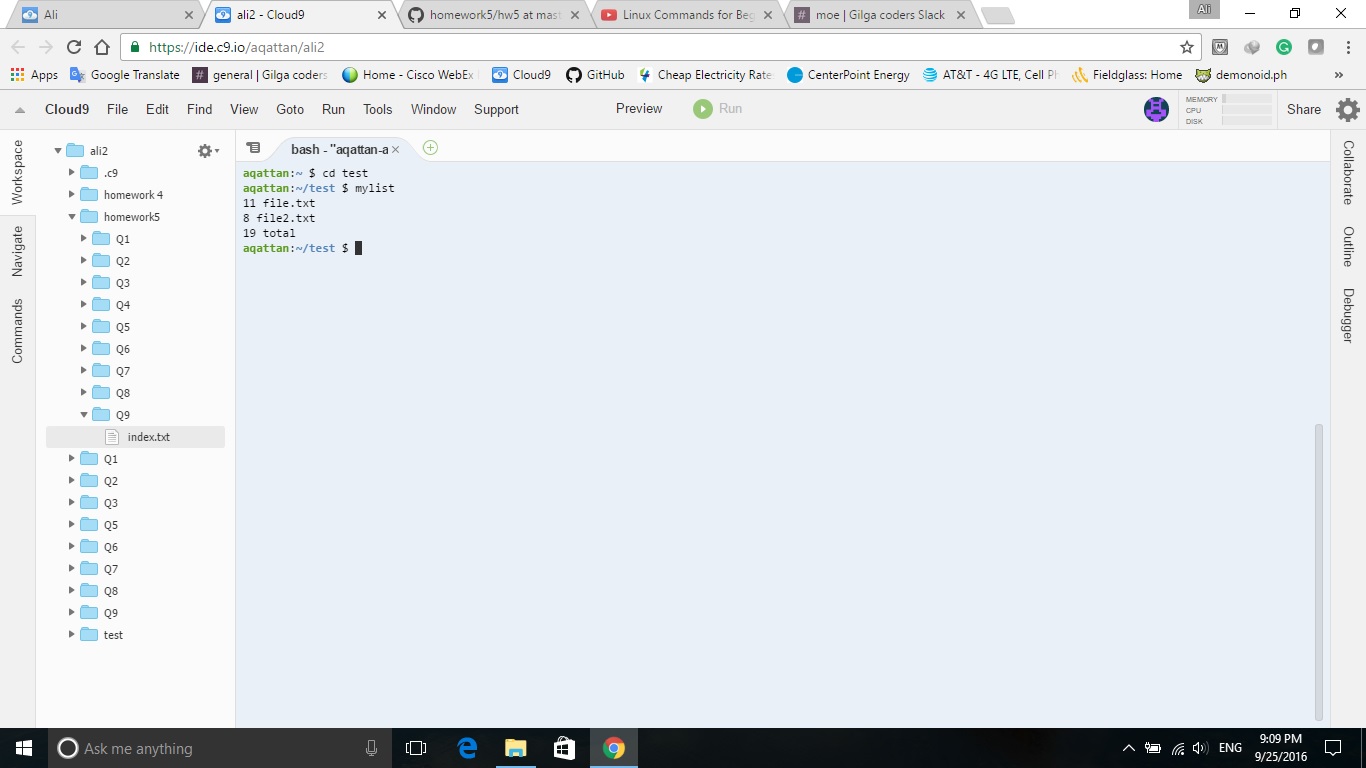 Ali
ali2 - Cloud9
homework5/hw5 at mast
Linux Commands for Beg
moe | Gilga coders Slack
Ali
https://ide.c9.io/aqattan/ali2
Apps
Google Translate
general | Gilga coders
Home - Cisco WebEx
Cloud9
GitHub
Cheap Electricity Rate
CenterPoint Energy
AT&T - 4G LTE, Cell Ph
Fieldglass: Home
demonoid.ph
»
Cloud9 File Edit Find View Goto Run Tools Window Support Preview Run
MEMORY
CPU
DISK
Share
Workspace
Navigate
Commands
ali2
.c9
homework 4
homework5
Q1
Q2
Q3
Q4
Q5
Q6
Q7
Q8
Q9
index.txt
Q1
Q2
Q3
Q5
Q6
Q7
Q8
Q9
test
bash - "aqattan-a
aqattan:~ $ cd test
aqattan:~/test $ mylist
11 file.txt
8 file2.txt
19 total
aqattan:~/test $
Collaborate
Outline
Debugger
Ask me anything
ENG
9:09 PM
9/25/2016